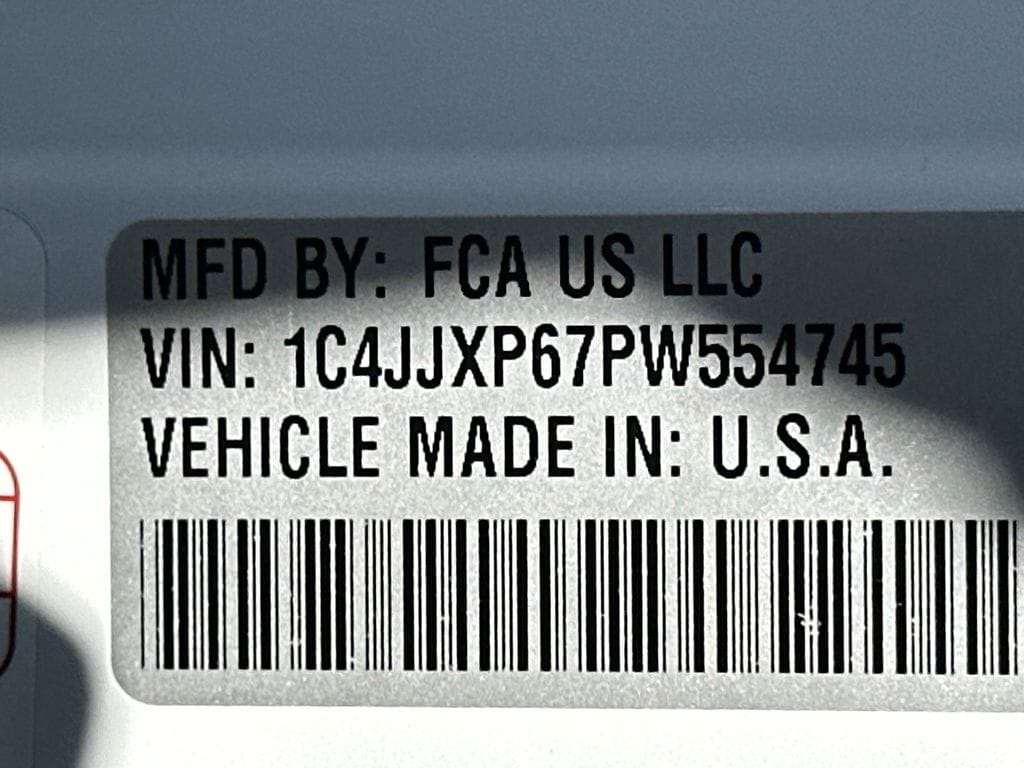 MFD BY: FCA US LLC
VIN: 1C4JJXP67PW554745
VEHICLE MADE IN: U.S.A.